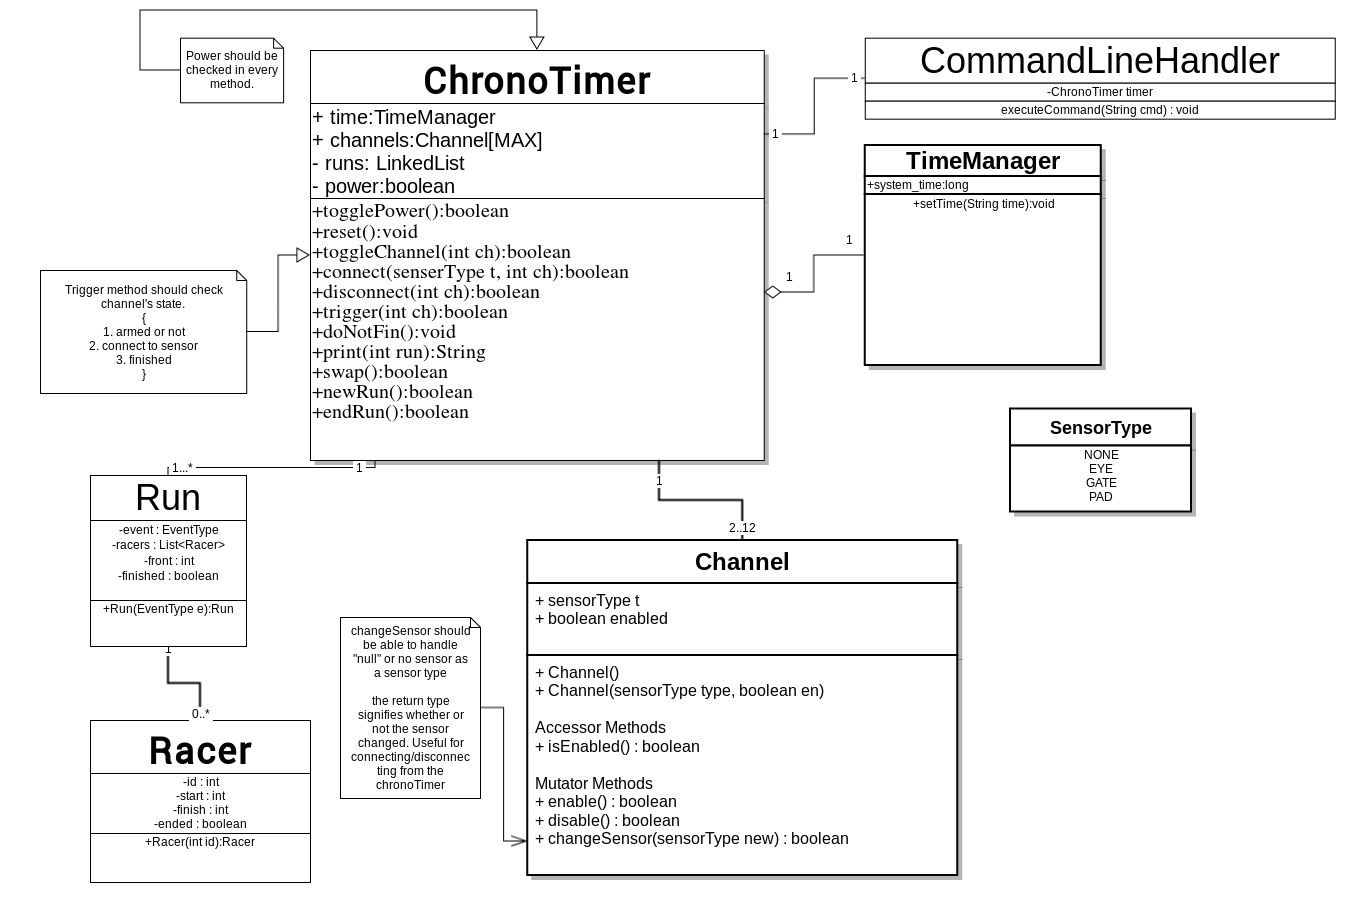 Power should be
checked in every
method.
ChronoTimer
+ time:TimeManager
+ channels:Channel[MAX]
- runs: LinkedList
- power:boolean
+togglePower():boolean
+reset():void
+toggleChannel(int ch):boolean
+connect(senserType t, int ch):boolean
+disconnect(int ch):boolean
+trigger(int ch):boolean
+doNotFin():void
+print(int run):String
+swap():boolean
+newRun():boolean
+endRun():boolean
1
1
CommandLineHandler
-ChronoTimer timer
executeCommand(String cmd) : void
TimeManager
+system_time:long
+setTime(String time):void
1
1
Trigger method should check
channel's state.
{
1. armed or not
2. connect to sensor
3. finished
}
SensorType
NONE
EYE
GATE
PAD
1...*
1
Run
-event : EventType
-racers : List<Racer>
-front : int
-finished : boolean
+Run(EventType e):Run
1
0..*
Racer
-id : int
-start : int
-finish : int
-ended : boolean
+Racer(int id):Racer
1
2..12
Channel
+ sensorType t
+ boolean enabled
+ Channel()
+ Channel(sensorType type, boolean en)
Accessor Methods
+ isEnabled() : boolean
Mutator Methods
+ enable() : boolean
+ disable() : boolean
+ changeSensor(sensorType new) : boolean
changeSensor should
be able to handle
"null" or no sensor as
a sensor type
the return type
signifies whether or
not the sensor
changed. Useful for
connecting/disconnec
ting from the
chronoTimer